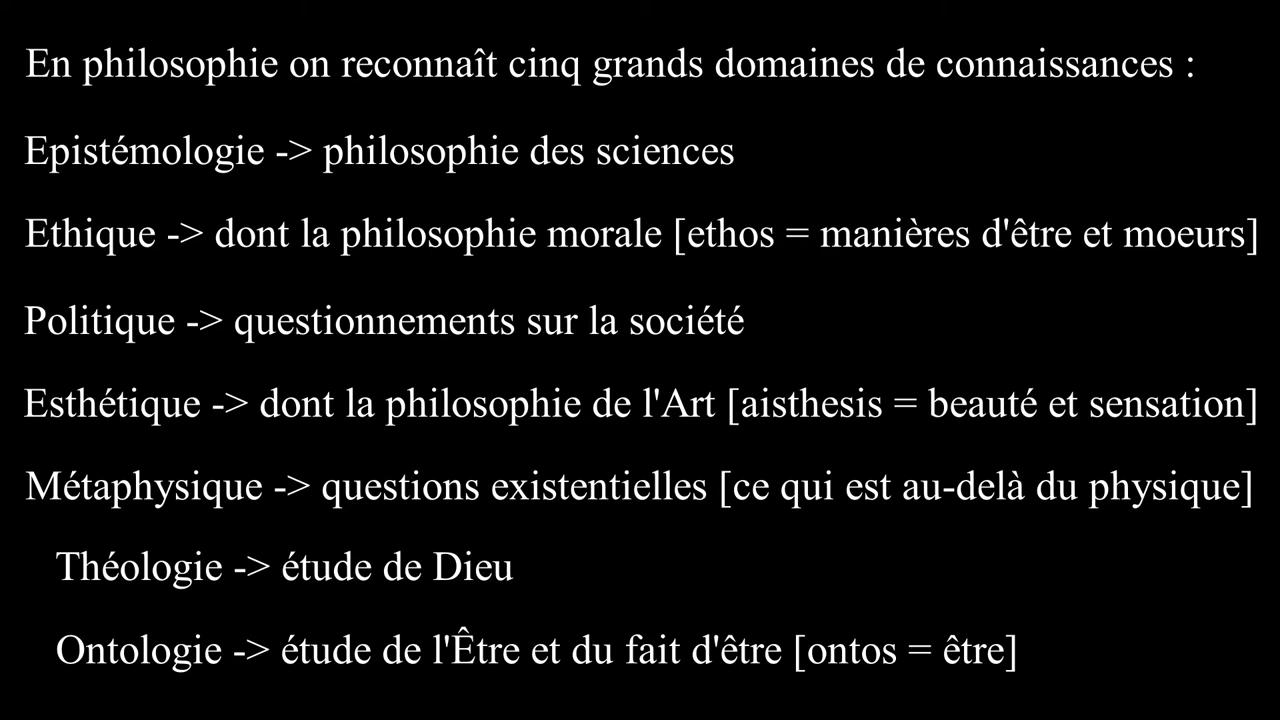 En philosophie on reconnaît cinq grands domaines de connaissances :
Epistémologie -> philosophie des sciences
Ethique -> dont la philosophie morale [ethos = manières d'être et moeurs]
Politique -> questionnements sur la société
Esthétique -> dont la philosophie de l'Art [aisthesis = beauté et sensation]
Métaphysique -> questions existentielles [ce qui est au-delà du physique]
Théologie -> étude de Dieu
Ontologie -> étude de l'Être et du fait d'être [ontos = être]